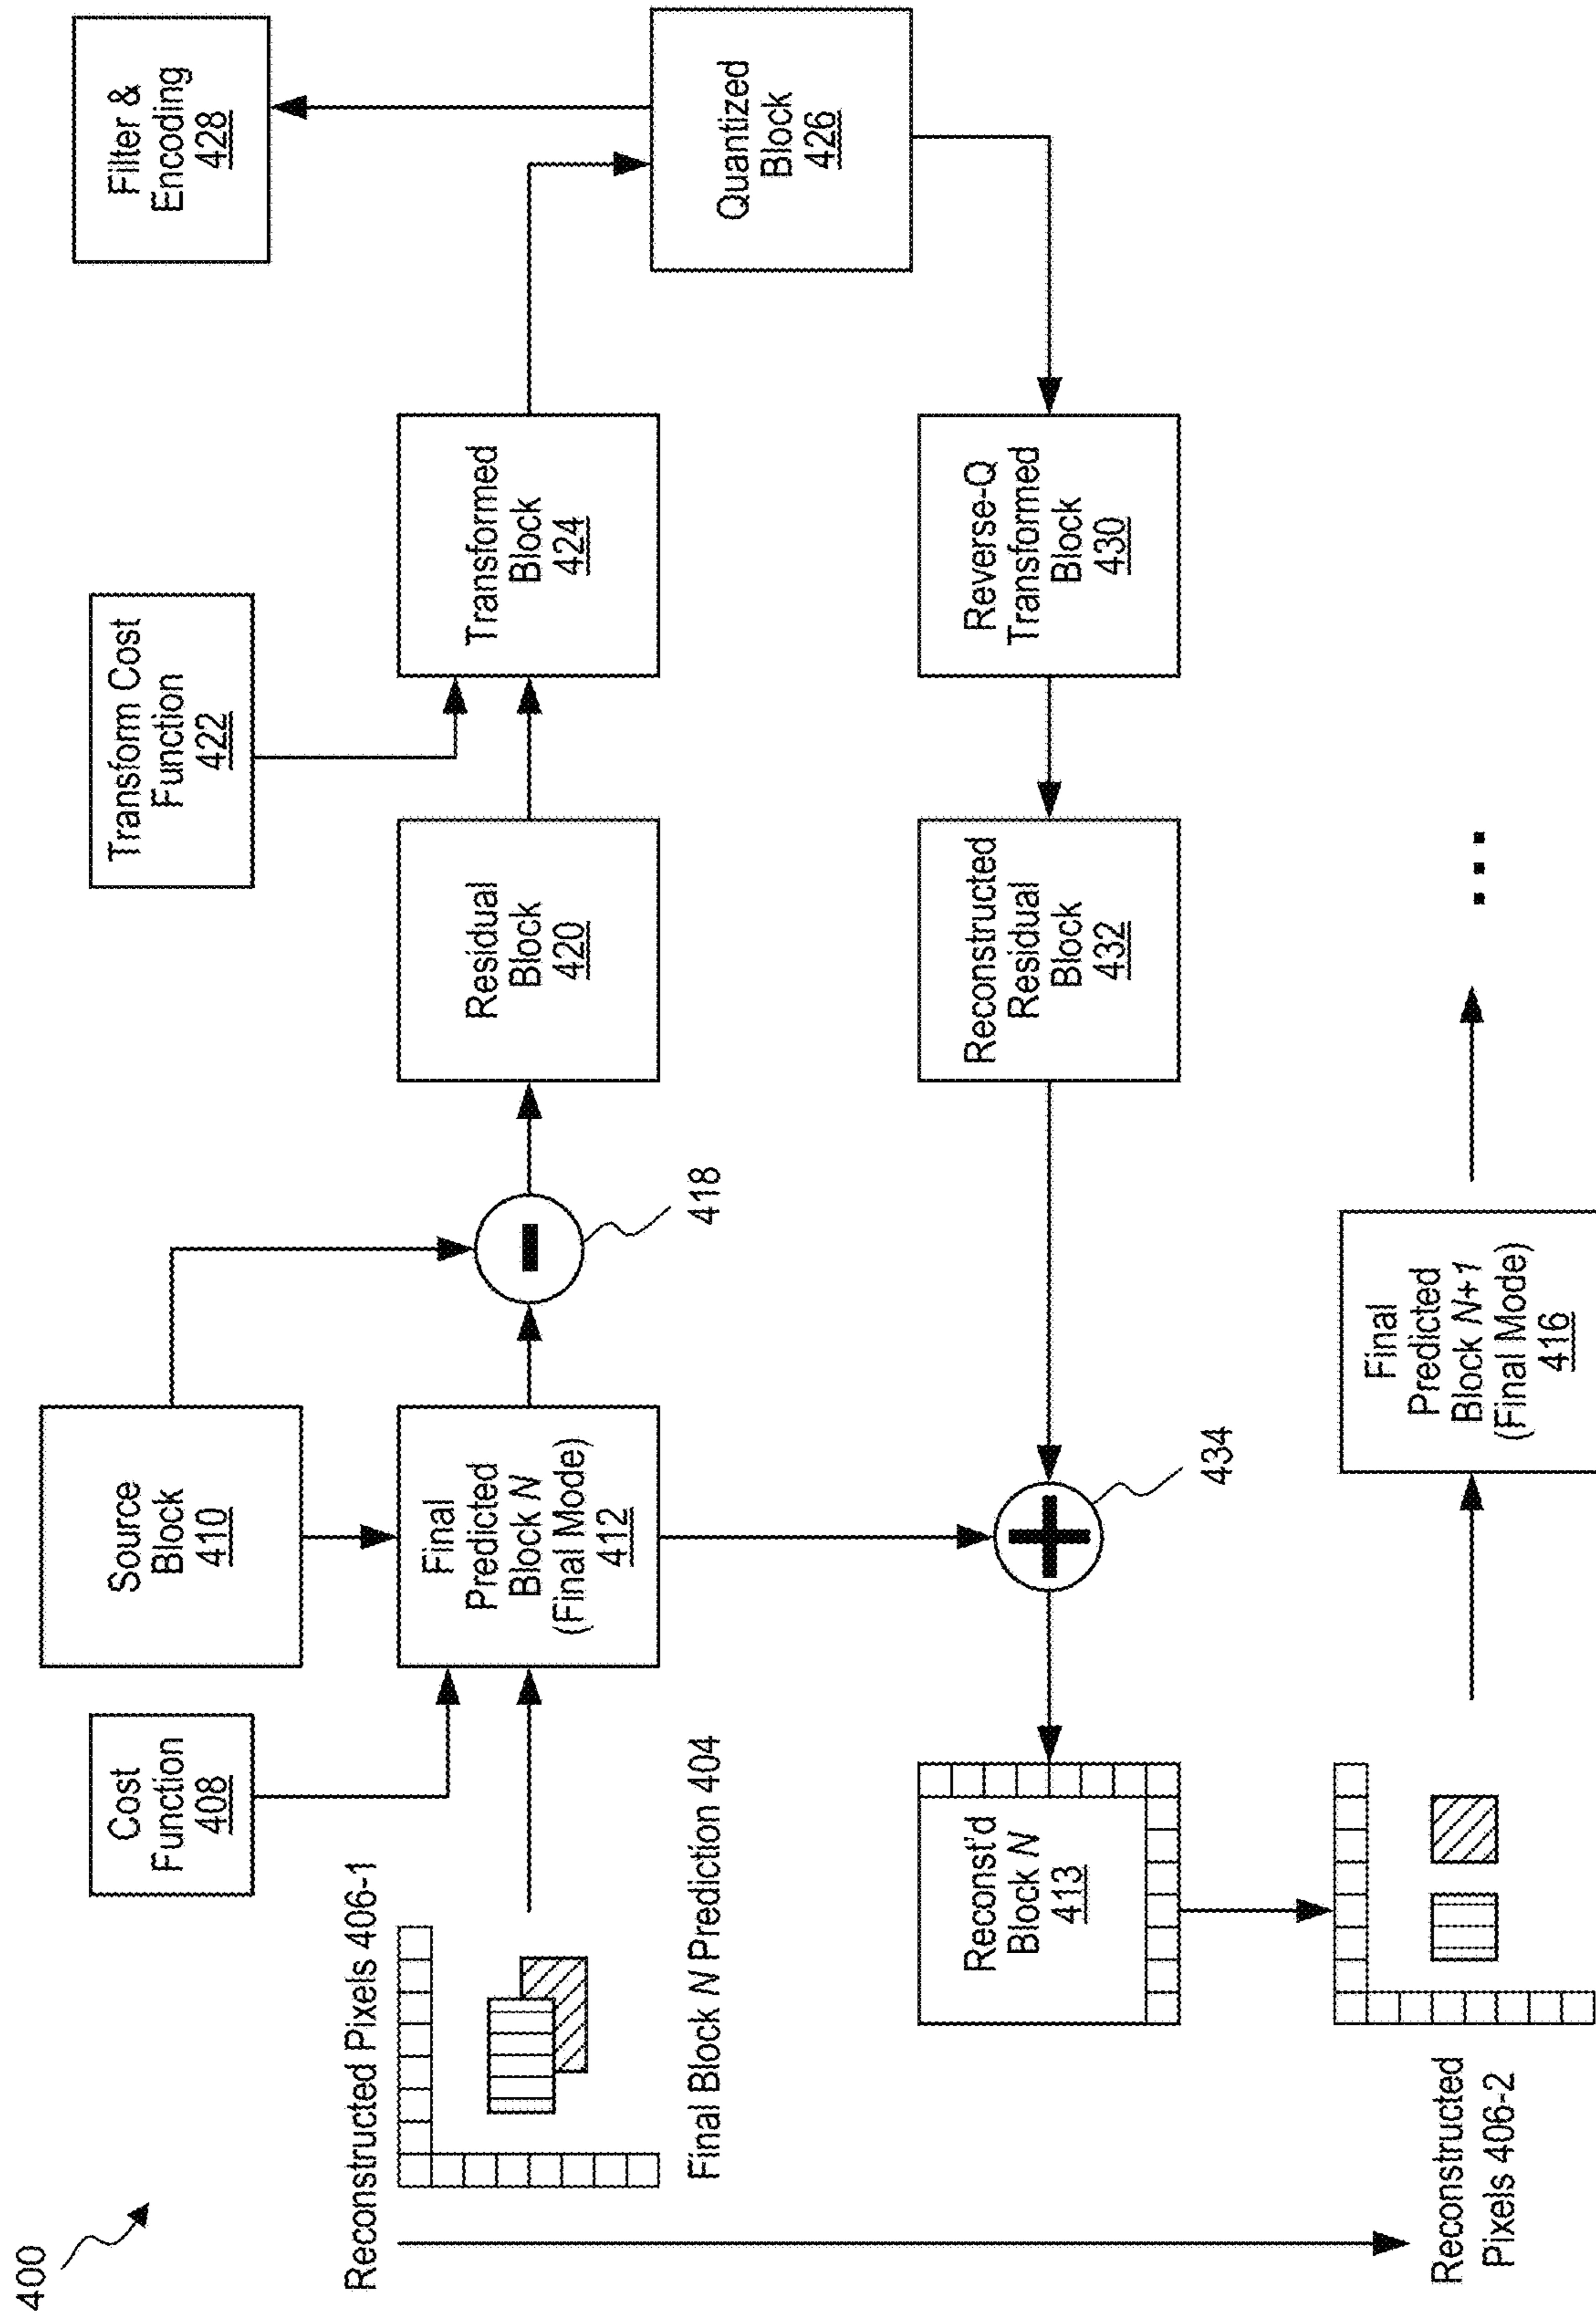 400
Source
Block
410
Cost
Function
408
Transform Cost
Function
422
Filter &
Encoding
428
Reconstructed Pixels 406-1
Final
Predicted
Block N
(Final Mode)
412
418
Residual
Block
420
Transformed
Block
424
Final Block N Prediction 404
Quantized
Block
426
Reconst'd
Block N
413
434
Reconstructed
Residual
Block
432
Reverse-Q
Transformed
Block
430
Reconstructed
Pixels 406-2
Final
Predicted
Block N+1
(Final Mode)
416
...